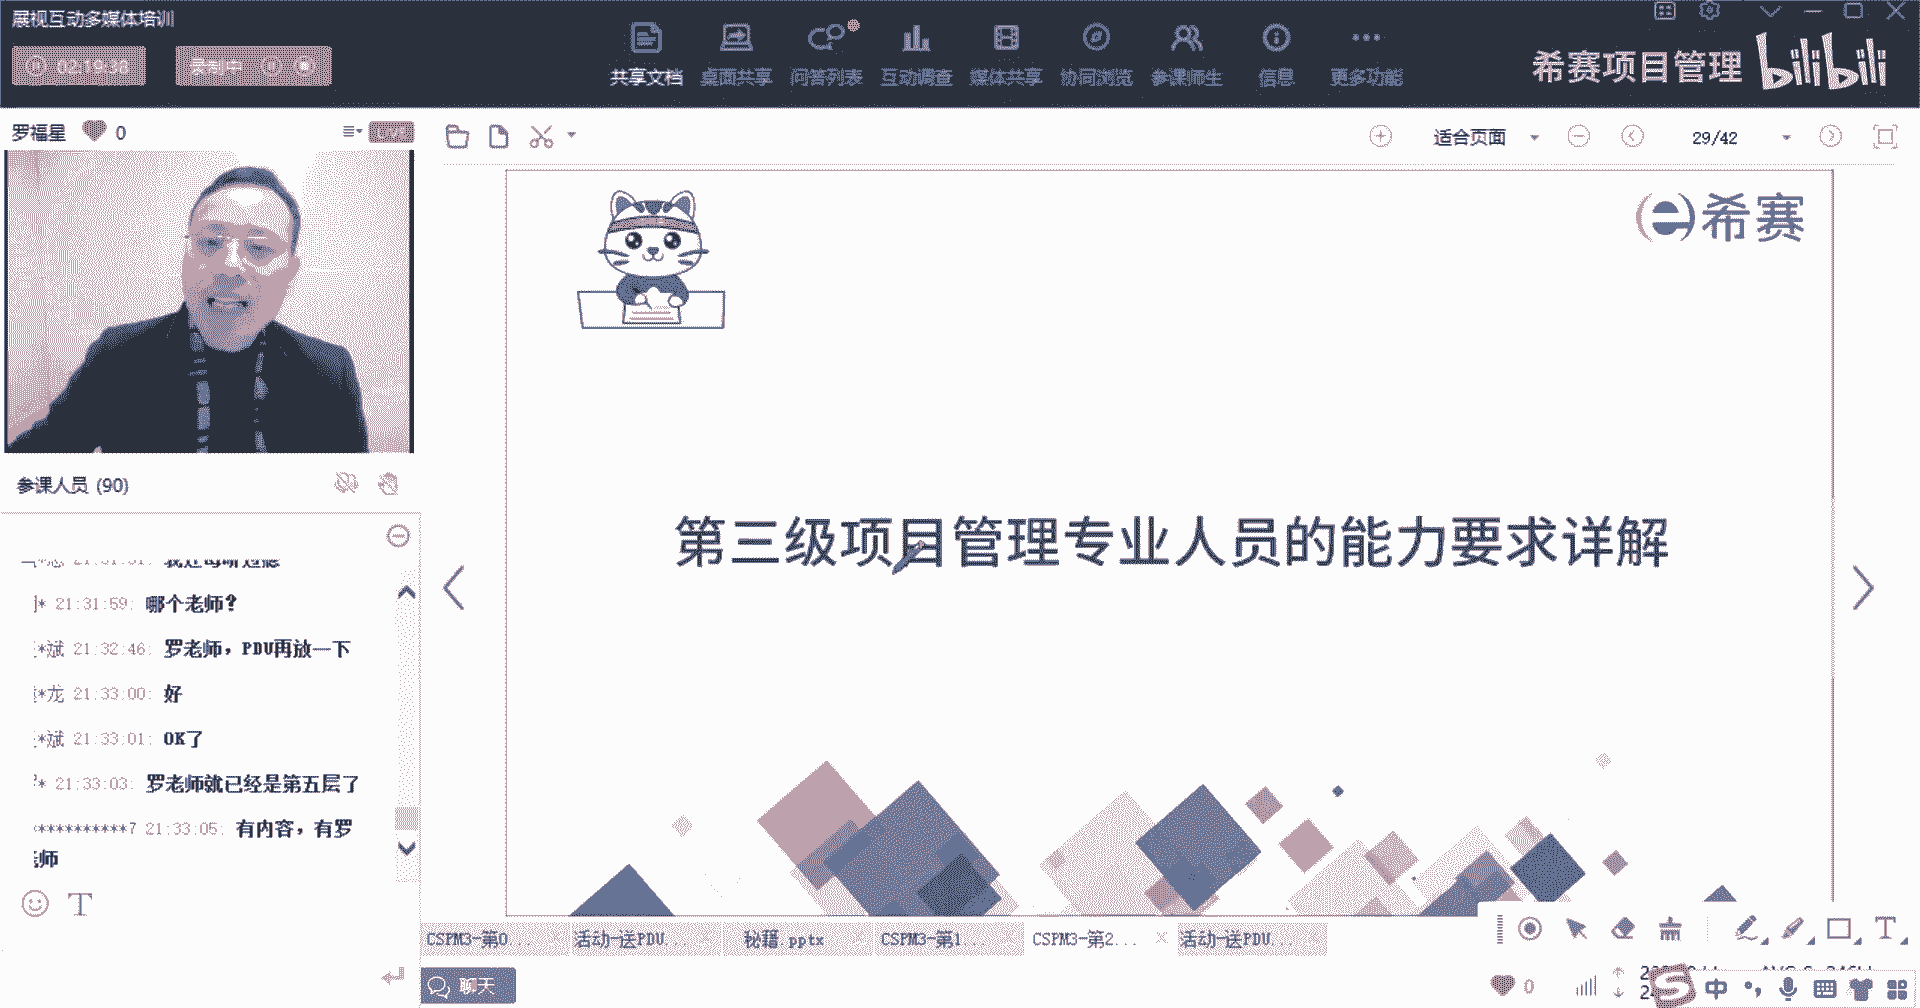 展视互动多媒体培训
02:19:38
录制中
共享文档
桌面共享
问答列表
互动调查
媒体共享
协同浏览
参课师生
信息
更多功能
希赛项目管理
bilibili
罗福星
0
LIVE
适合页面
29/42
希赛
第三级项目管理专业人员的能力要求详解
参课人员 (90)
* 21:31:59: 哪个老师?
*斌 21:32:46: 罗老师，PDU再放一下
*龙 21:33:00: 好
*斌 21:33:01: OK了
* 21:33:03: 罗老师就已经是第五层了
**********7 21:33:05: 有内容，有罗
老师
CSPM3-第0...
活动-送PDU...
秘籍.pptx
CSPM3-第1...
CSPM3-第2...
活动-送PDU...
聊天
0
中